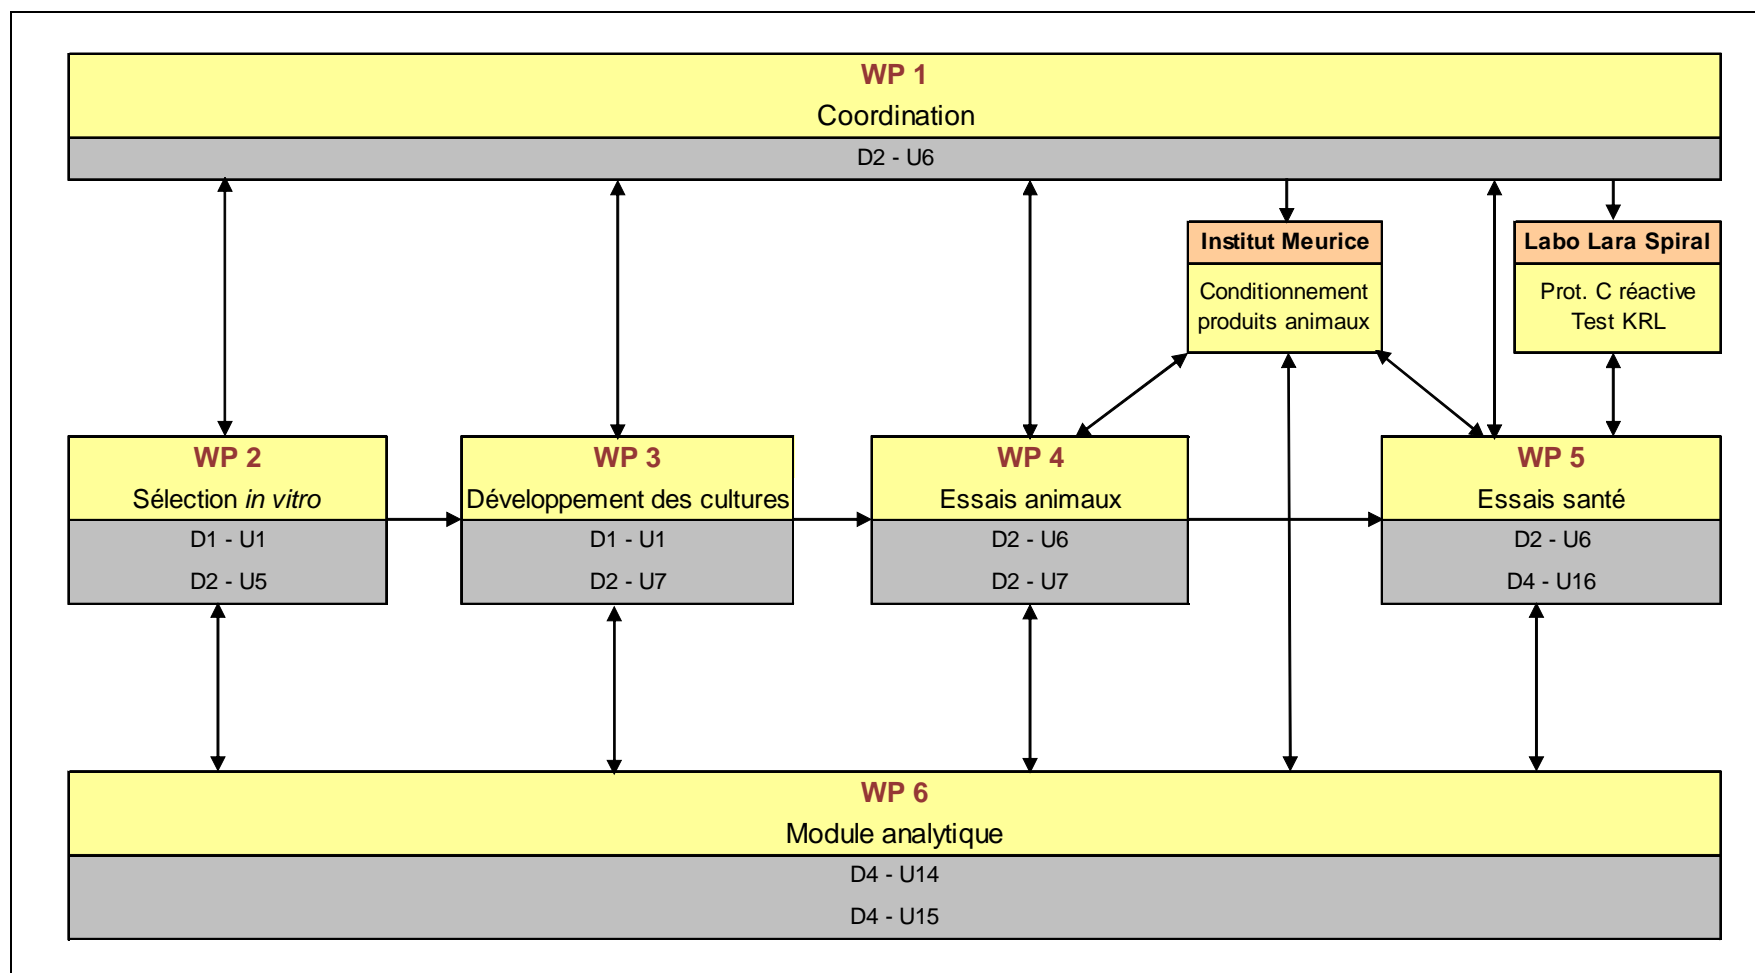 WP 1
Coordination
D2 - U6
Institut Meurice
Conditionnement
produits animaux
Labo Lara Spiral
Prot. C réactive
Test KRL
WP 2
Sélection in vitro
D1 - U1
D2 - U5
WP 3
Développement des cultures
D1 - U1
D2 - U7
WP 4
Essais animaux
D2 - U6
D2 - U7
WP 5
Essais santé
D2 - U6
D4 - U16
WP 6
Module analytique
D4 - U14
D4 - U15